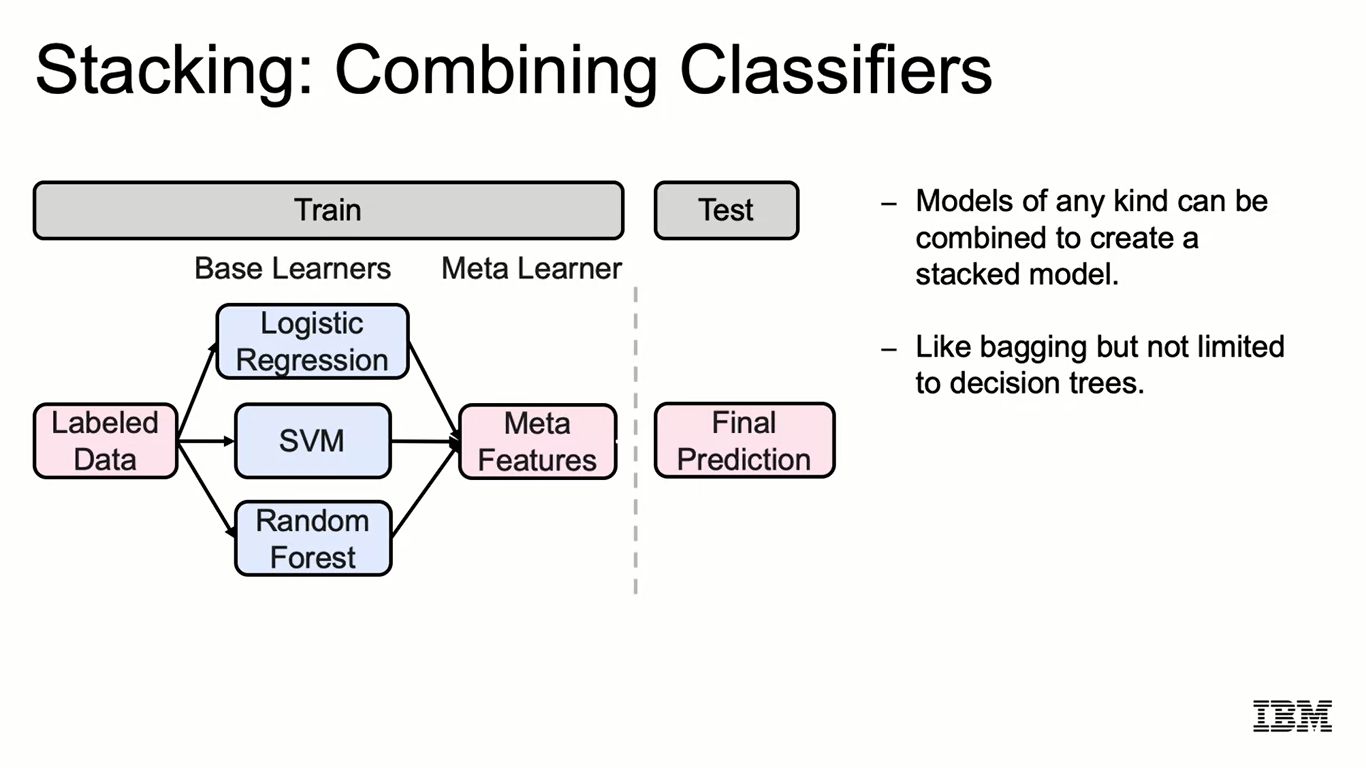 Stacking: Combining Classifiers
Train
Test
Base Learners
Meta Learner
Logistic
Regression
Labeled
Data
SVM
Random
Forest
Meta
Features
Final
Prediction
– Models of any kind can be
combined to create a
stacked model.
– Like bagging but not limited
to decision trees.
IBM